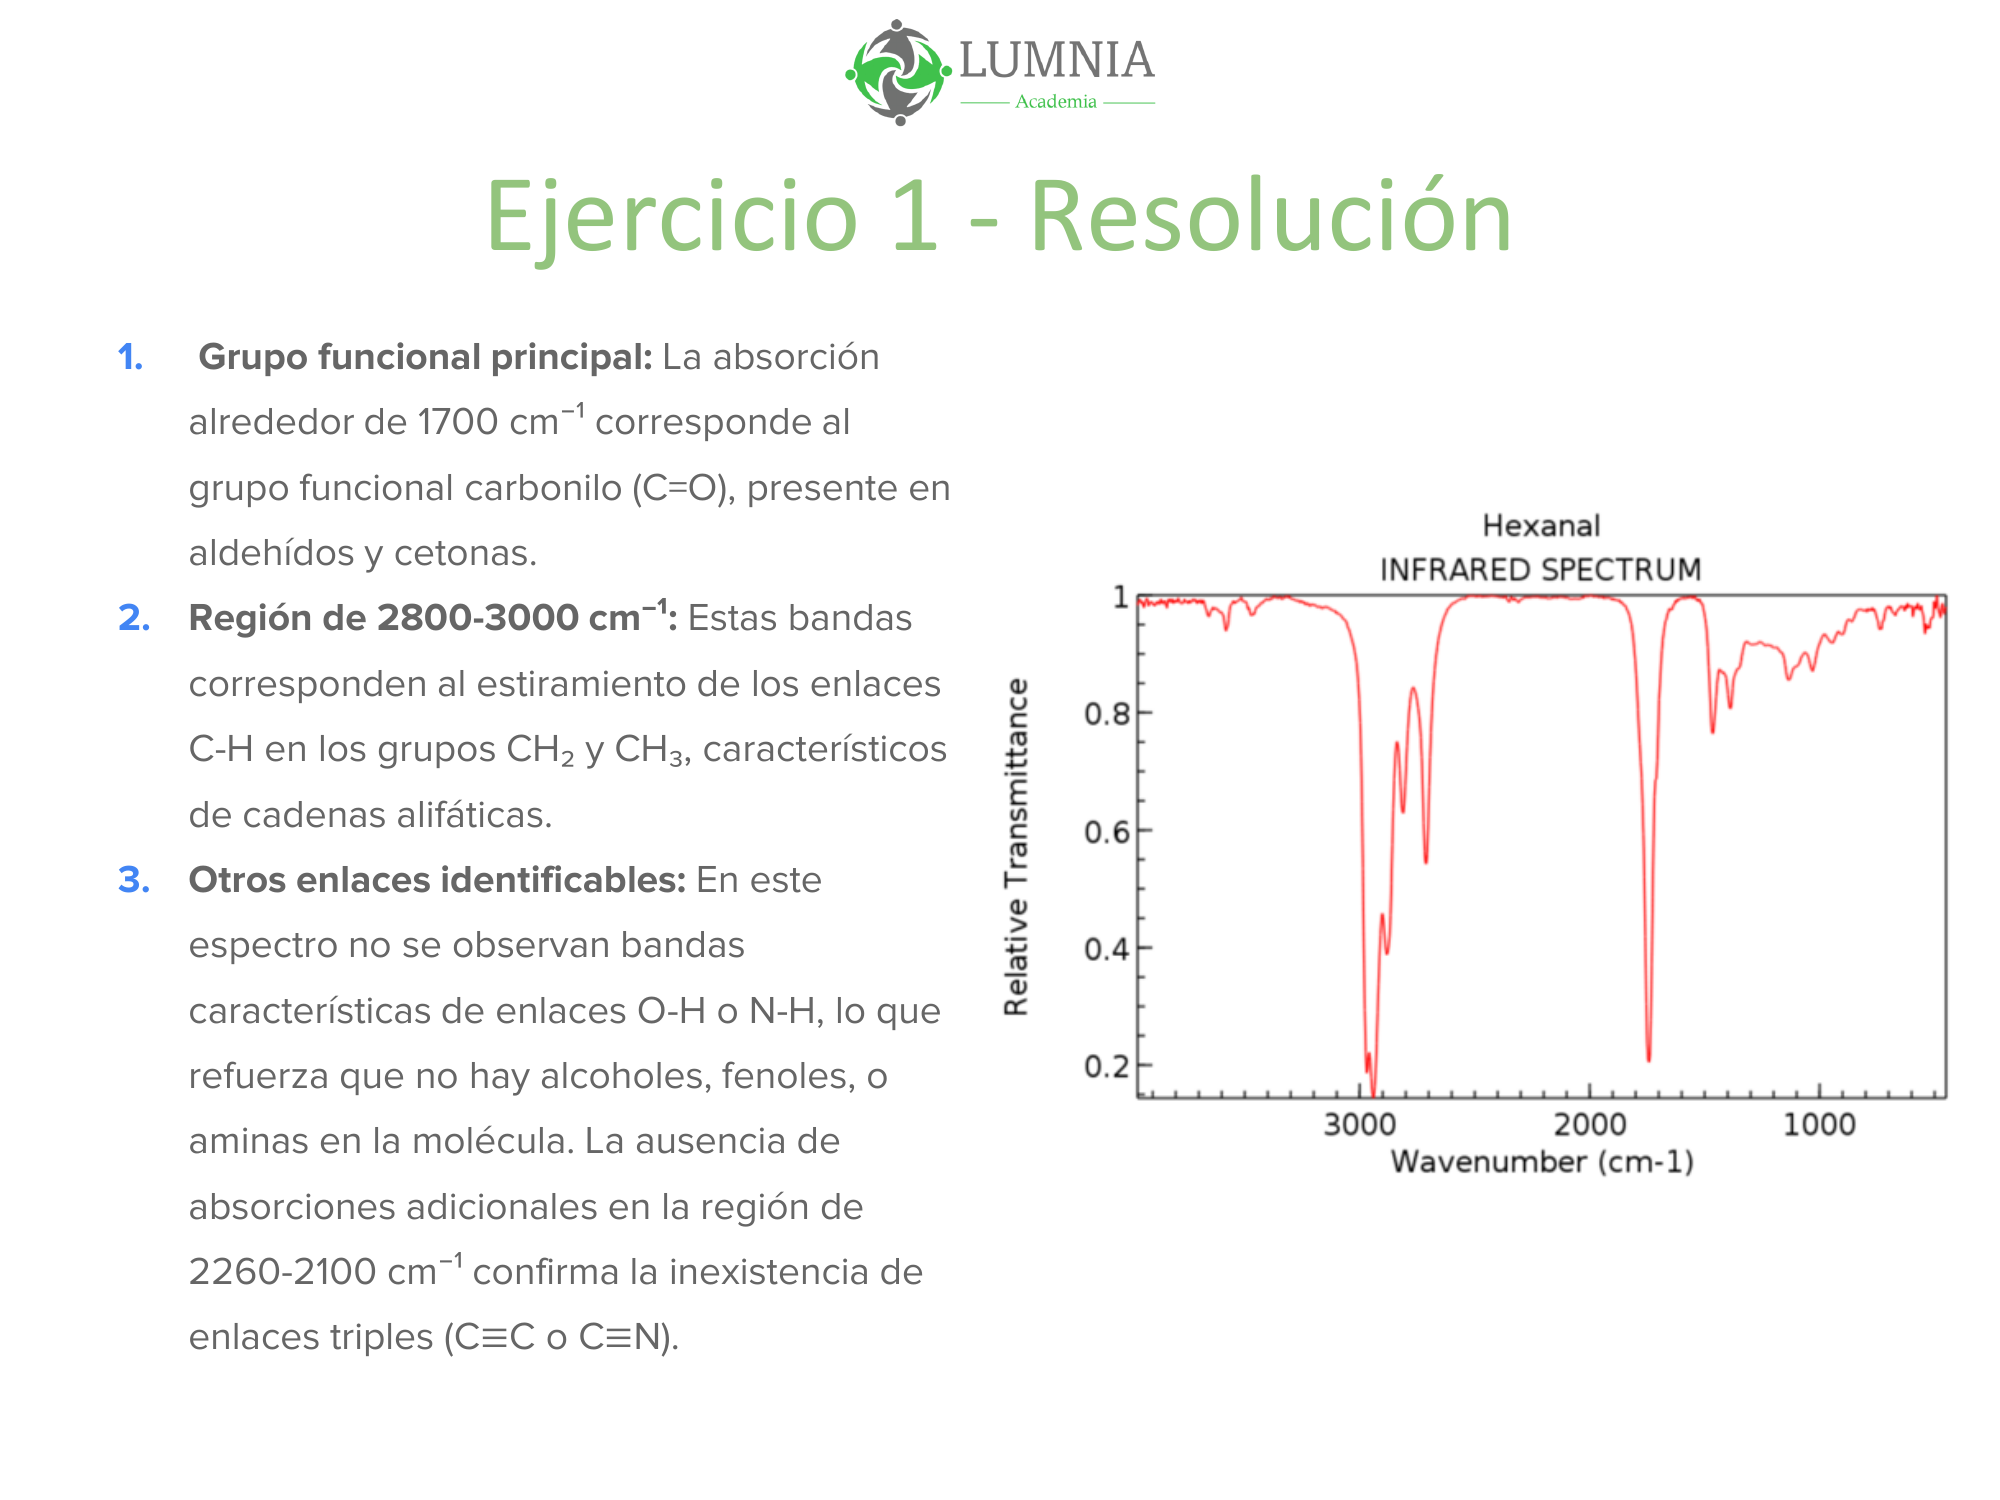 LUMNIA
Academia
Ejercicio 1 - Resolución
1. Grupo funcional principal: La absorción
alrededor de 1700 cm⁻¹ corresponde al
grupo funcional carbonilo (C=O), presente en
aldehídos y cetonas.
2. Región de 2800-3000 cm⁻¹: Estas bandas
corresponden al estiramiento de los enlaces
C-H en los grupos CH₂ y CH₃, característicos
de cadenas alifáticas.
3. Otros enlaces identificables: En este
espectro no se observan bandas
características de enlaces O-H o N-H, lo que
refuerza que no hay alcoholes, fenoles, o
aminas en la molécula. La ausencia de
absorciones adicionales en la región de
2260-2100 cm⁻¹ confirma la inexistencia de
enlaces triples (C≡C o C≡N).
Hexanal
INFRARED SPECTRUM
Relative Transmittance
1
0.8
0.6
0.4
0.2
3000 2000 1000
Wavenumber (cm-1)